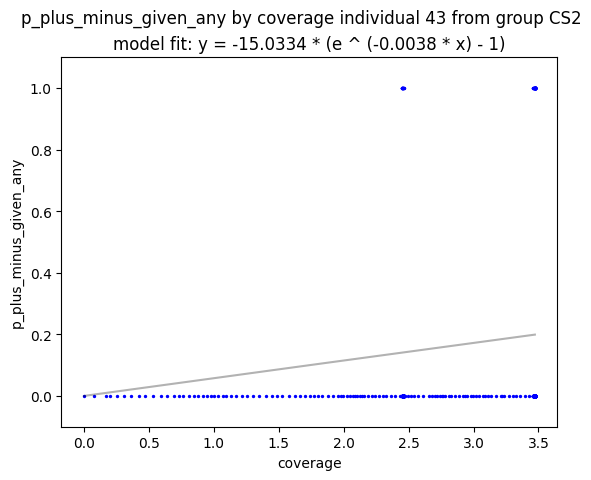 p_plus_minus_given_any by coverage individual 43 from group CS2
model fit: y = -15.0334 * (e ^ (-0.0038 * x) - 1)
p_plus_minus_given_any
1.0
0.8
0.6
0.4
0.2
0.0
0.0 0.5 1.0 1.5 2.0 2.5 3.0 3.5
coverage